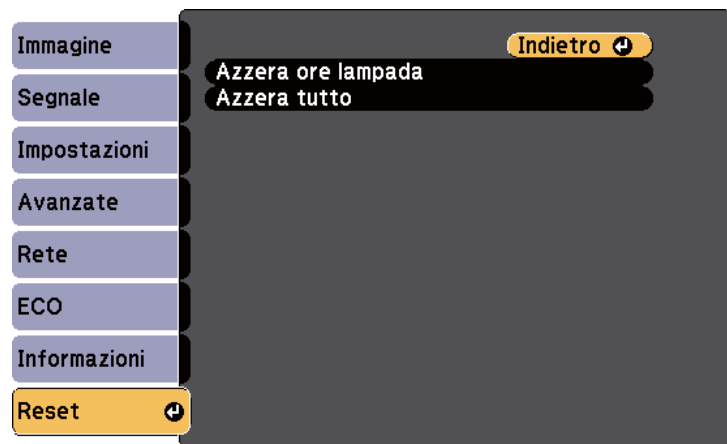 Immagine
Segnale
Impostazioni
Avanzate
Rete
ECO
Informazioni
Reset
Indietro
Azzera ore lampada
Azzera tutto